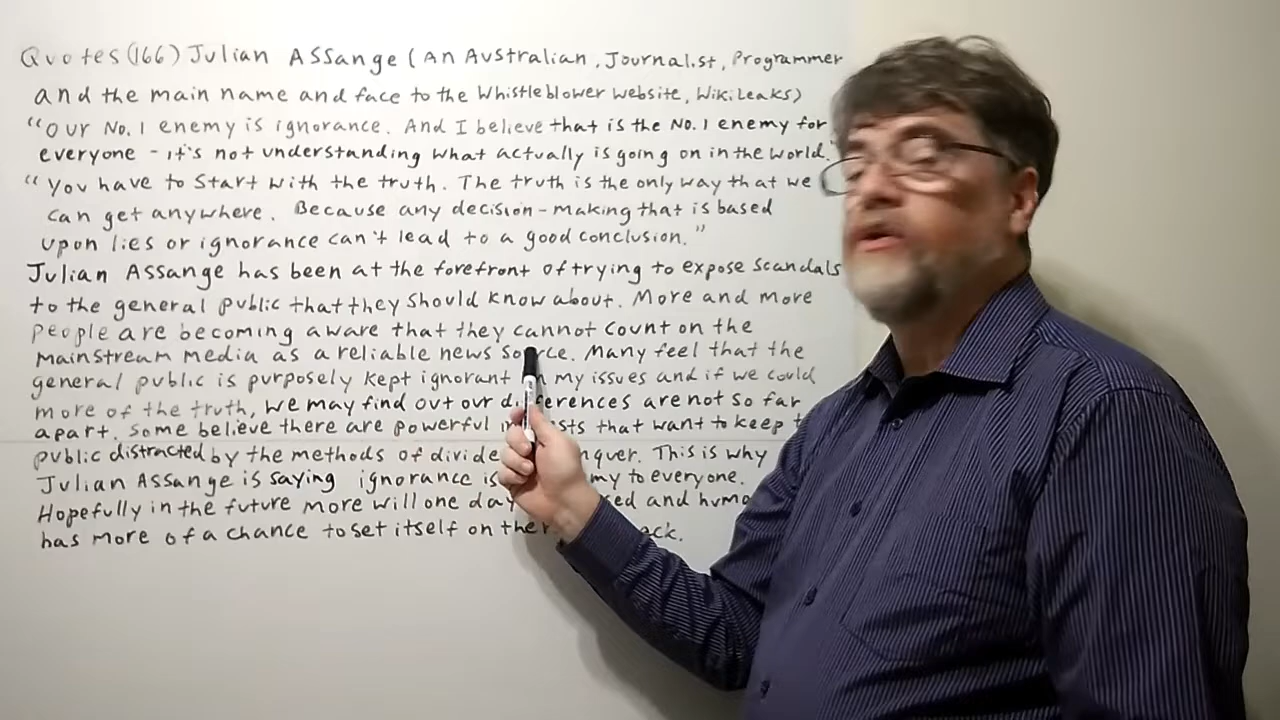 Quotes (166) Julian Assange (An Australian, Journalist, Programmer
and the main name and face to the Whistleblower website, Wikileaks)
"Our No. 1 enemy is ignorance. And I believe that is the No. 1 enemy for
everyone - it's not understanding what actually is going on in the world."
"You have to start with the truth. The truth is the only way that we
can get anywhere. Because any decision-making that is based
upon lies or ignorance can't lead to a good conclusion."
Julian Assange has been at the forefront of trying to expose scandals
to the general public that they should know about. More and more
people are becoming aware that they cannot count on the
mainstream media as a reliable news source. Many feel that the
general public is purposely kept ignorant my issues and if we could
more of the truth, we may find out our differences are not so far
apart. Some believe there are powerful that want to keep
public distracted by the methods of divide. This is why
Julian Assange is saying ignorance is to everyone.
Hopefully in the future more will one day and
has more of a chance to set itself on the